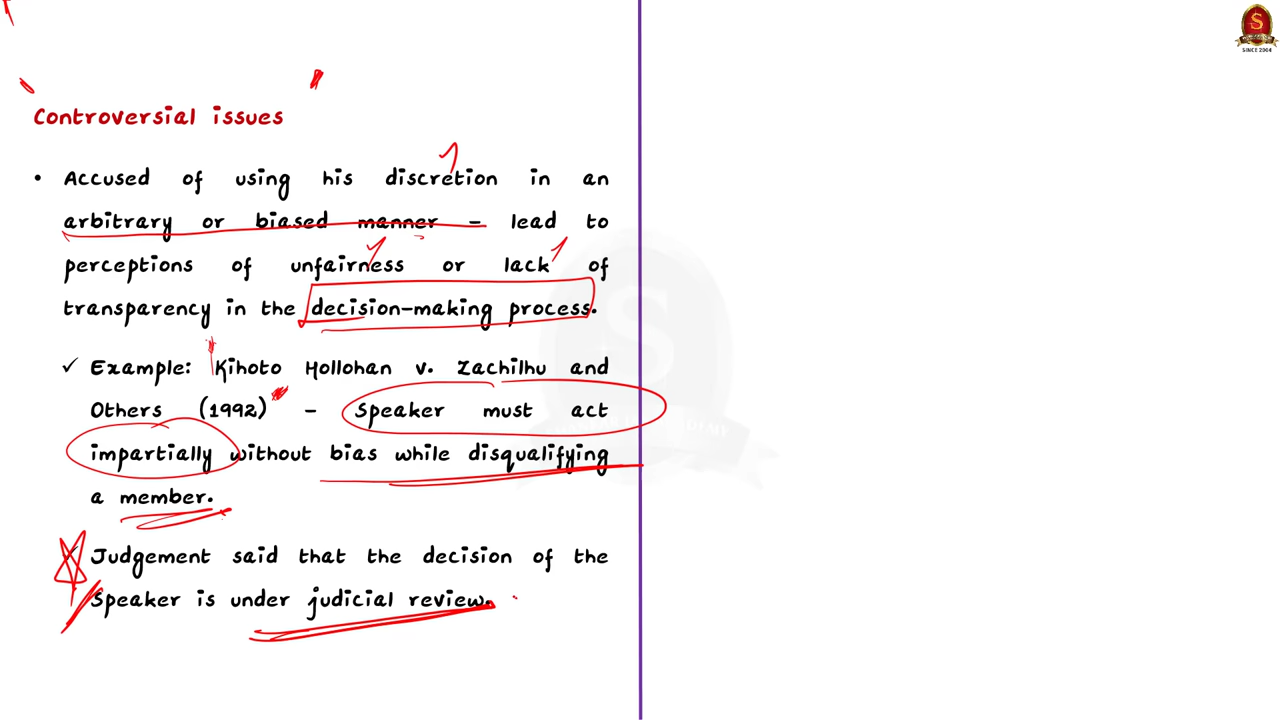 Controversial issues
• Accused of using his discretion in an
arbitrary or biased manner – lead to
perceptions of unfairness or lack of
transparency in the decision-making process.
✓ Example: Kihoto Hollohan v. Zachilhu and
Others (1992) – Speaker must act
impartially without bias while disqualifying
a member.
Judgement said that the decision of the
Speaker is under judicial review.
S
SINCE 2004